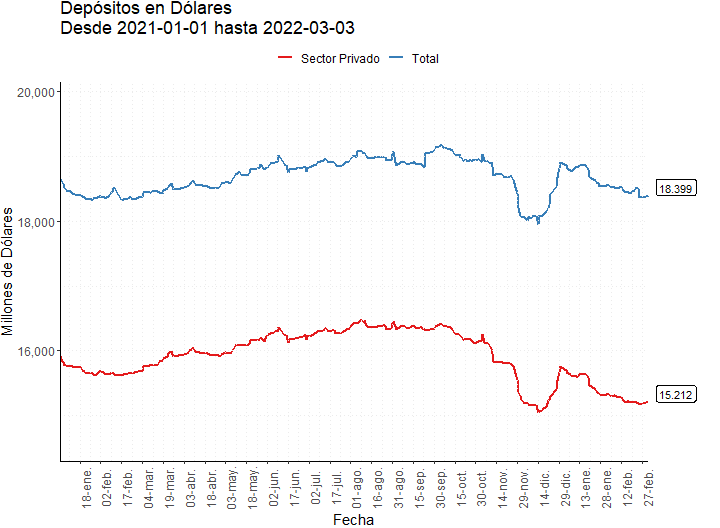 Depósitos en Dólares
Desde 2021-01-01 hasta 2022-03-03
Sector Privado Total
Millones de Dólares
20,000
18,000
16,000
18.399
15.212
18-ene. 02-feb. 17-feb. 04-mar. 19-mar. 03-abr. 18-abr. 03-may. 18-may. 02-jun. 17-jun. 02-jul. 17-jul. 01-ago. 16-ago. 31-ago. 15-sep. 30-sep. 15-oct. 30-oct. 14-nov. 29-nov. 14-dic. 29-dic. 13-ene. 28-ene. 12-feb. 27-feb.
Fecha